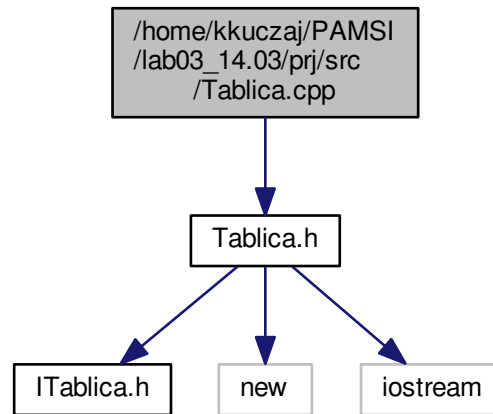 /home/kkuczaj/PAMSI
/lab03_14.03/prj/src
/Tablica.cpp
Tablica.h
ITablica.h
new
iostream